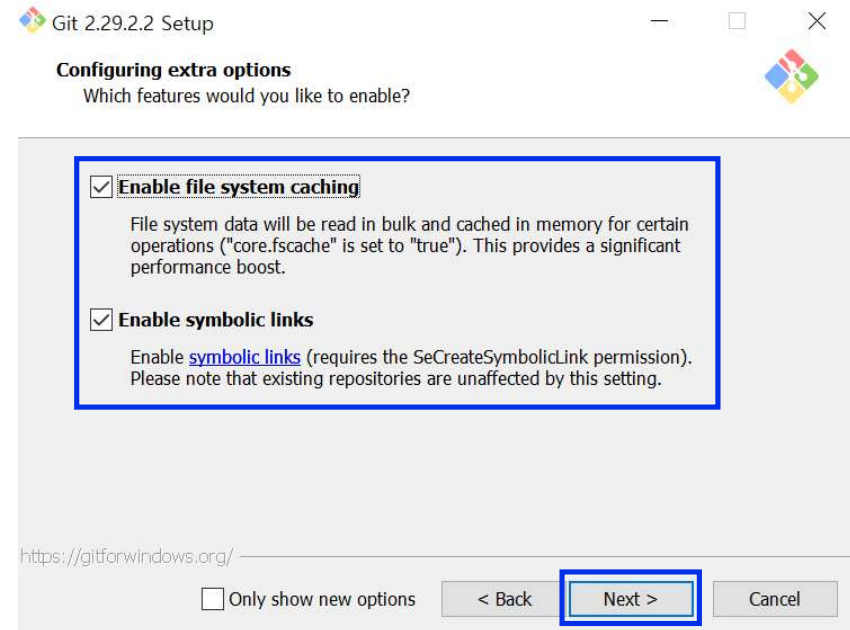 Git 2.29.2.2 Setup
Configuring extra options
Which features would you like to enable?
Enable file system caching
File system data will be read in bulk and cached in memory for certain
operations ("core.fscache" is set to "true"). This provides a significant
performance boost.
Enable symbolic links
Enable symbolic links (requires the SeCreateSymbolicLink permission).
Please note that existing repositories are unaffected by this setting.
https://gitforwindows.org/
Only show new options
< Back
Next >
Cancel